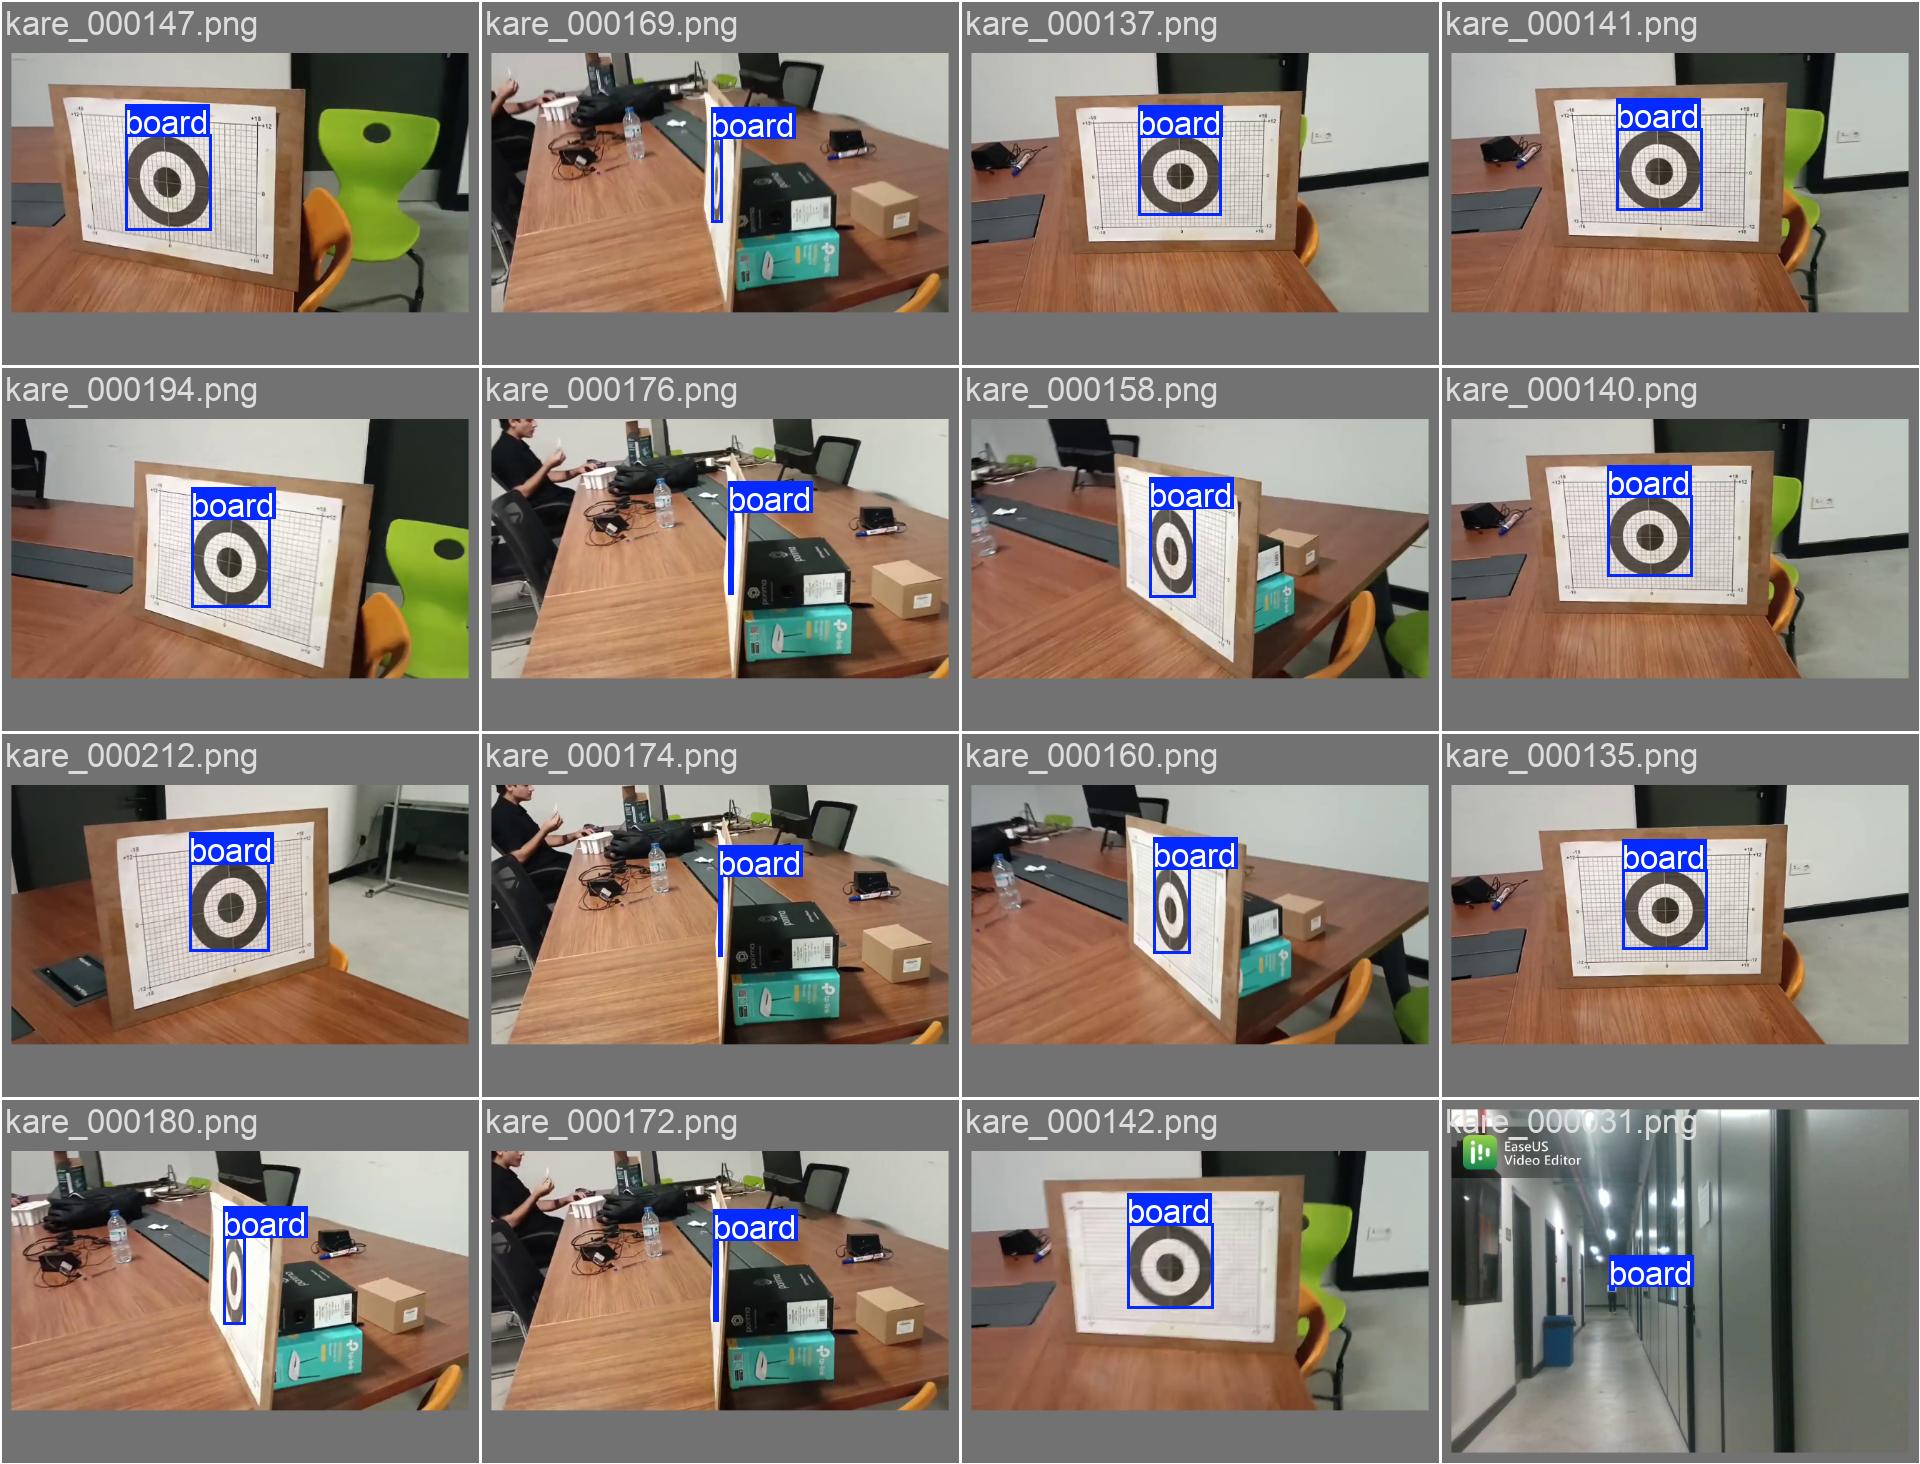 kare_000147.png
kare_000169.png
kare_000137.png
kare_000141.png
board
board
board
board
kare_000194.png
kare_000176.png
kare_000158.png
kare_000140.png
board
board
board
board
kare_000212.png
kare_000174.png
kare_000160.png
kare_000135.png
board
board
board
board
kare_000180.png
kare_000172.png
kare_000142.png
kare_000031.png
EaseUS
Video Editor
board
board
board
board